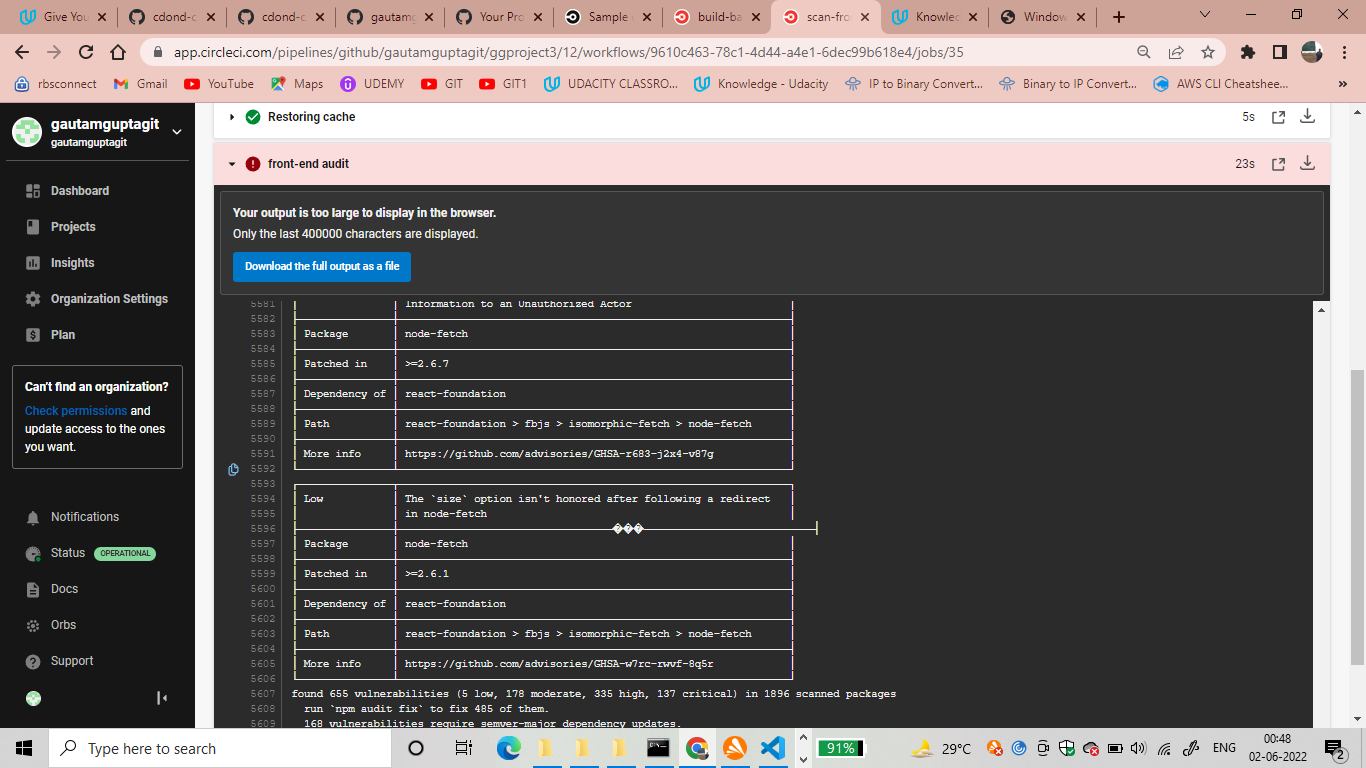 Give You
cdond-c
cdond-c
gautamg
Your Pro
Sample
build-ba
scan-fro
Knowled
Window
app.circleci.com/pipelines/github/gautamguptagit/ggproject3/12/workflows/9610c463-78c1-4d44-a4e1-6dec99b618e4/jobs/35
rbsconnect
Gmail
YouTube
Maps
UDEMY
GIT
GIT1
UDACITY CLASSRO...
Knowledge - Udacity
IP to Binary Convert...
Binary to IP Convert...
AWS CLI Cheatshee...
gautamguptagit
gautamguptagit
Dashboard
Projects
Insights
Organization Settings
Plan
Can't find an organization?
Check permissions and
update access to the ones
you want.
Notifications
Status OPERATIONAL
Docs
Orbs
Support
Restoring cache 5s
front-end audit 23s
Your output is too large to display in the browser.
Only the last 400000 characters are displayed.
Download the full output as a file
5581 Information to an Unauthorized Actor
5582
5583 Package node-fetch
5584
5585 Patched in >=2.6.7
5586
5587 Dependency of react-foundation
5588
5589 Path react-foundation > fbjs > isomorphic-fetch > node-fetch
5590
5591 More info https://github.com/advisories/GHSA-r683-j2x4-v87g
5592
5593
5594 Low The `size` option isn't honored after following a redirect
5595 in node-fetch
5596 ���
5597 Package node-fetch
5598
5599 Patched in >=2.6.1
5600
5601 Dependency of react-foundation
5602
5603 Path react-foundation > fbjs > isomorphic-fetch > node-fetch
5604
5605 More info https://github.com/advisories/GHSA-w7rc-rwvf-8q5r
5606
5607 found 655 vulnerabilities (5 low, 178 moderate, 335 high, 137 critical) in 1896 scanned packages
5608 run `npm audit fix` to fix 485 of them.
5609 168 vulnerabilities require semver-major dependency updates.
Type here to search
91%
29°C
ENG
00:48
02-06-2022
2